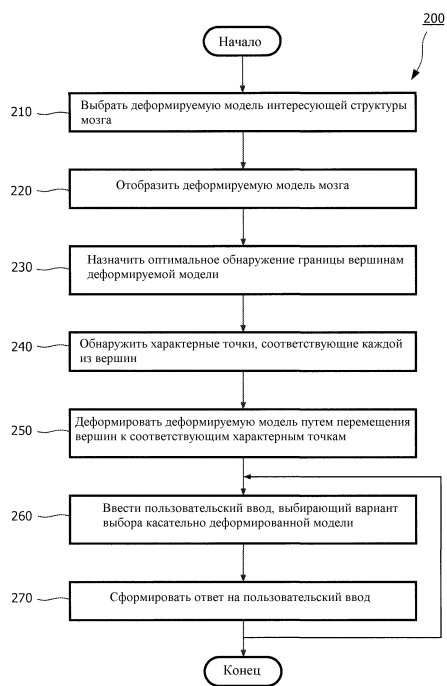 200
Начало
210
Выбрать деформируемую модель интересующей структуры
мозга
220
Отобразить деформируемую модель мозга
230
Назначить оптимальное обнаружение границы вершинам
деформируемой модели
240
Обнаружить характерные точки, соответствующие каждой
из вершин
250
Деформировать деформируемую модель путем перемещения
вершин к соответствующим характерным точкам
260
Ввести пользовательский ввод, выбирающий вариант
выбора касательно деформированной модели
270
Сформировать ответ на пользовательский ввод
Конец